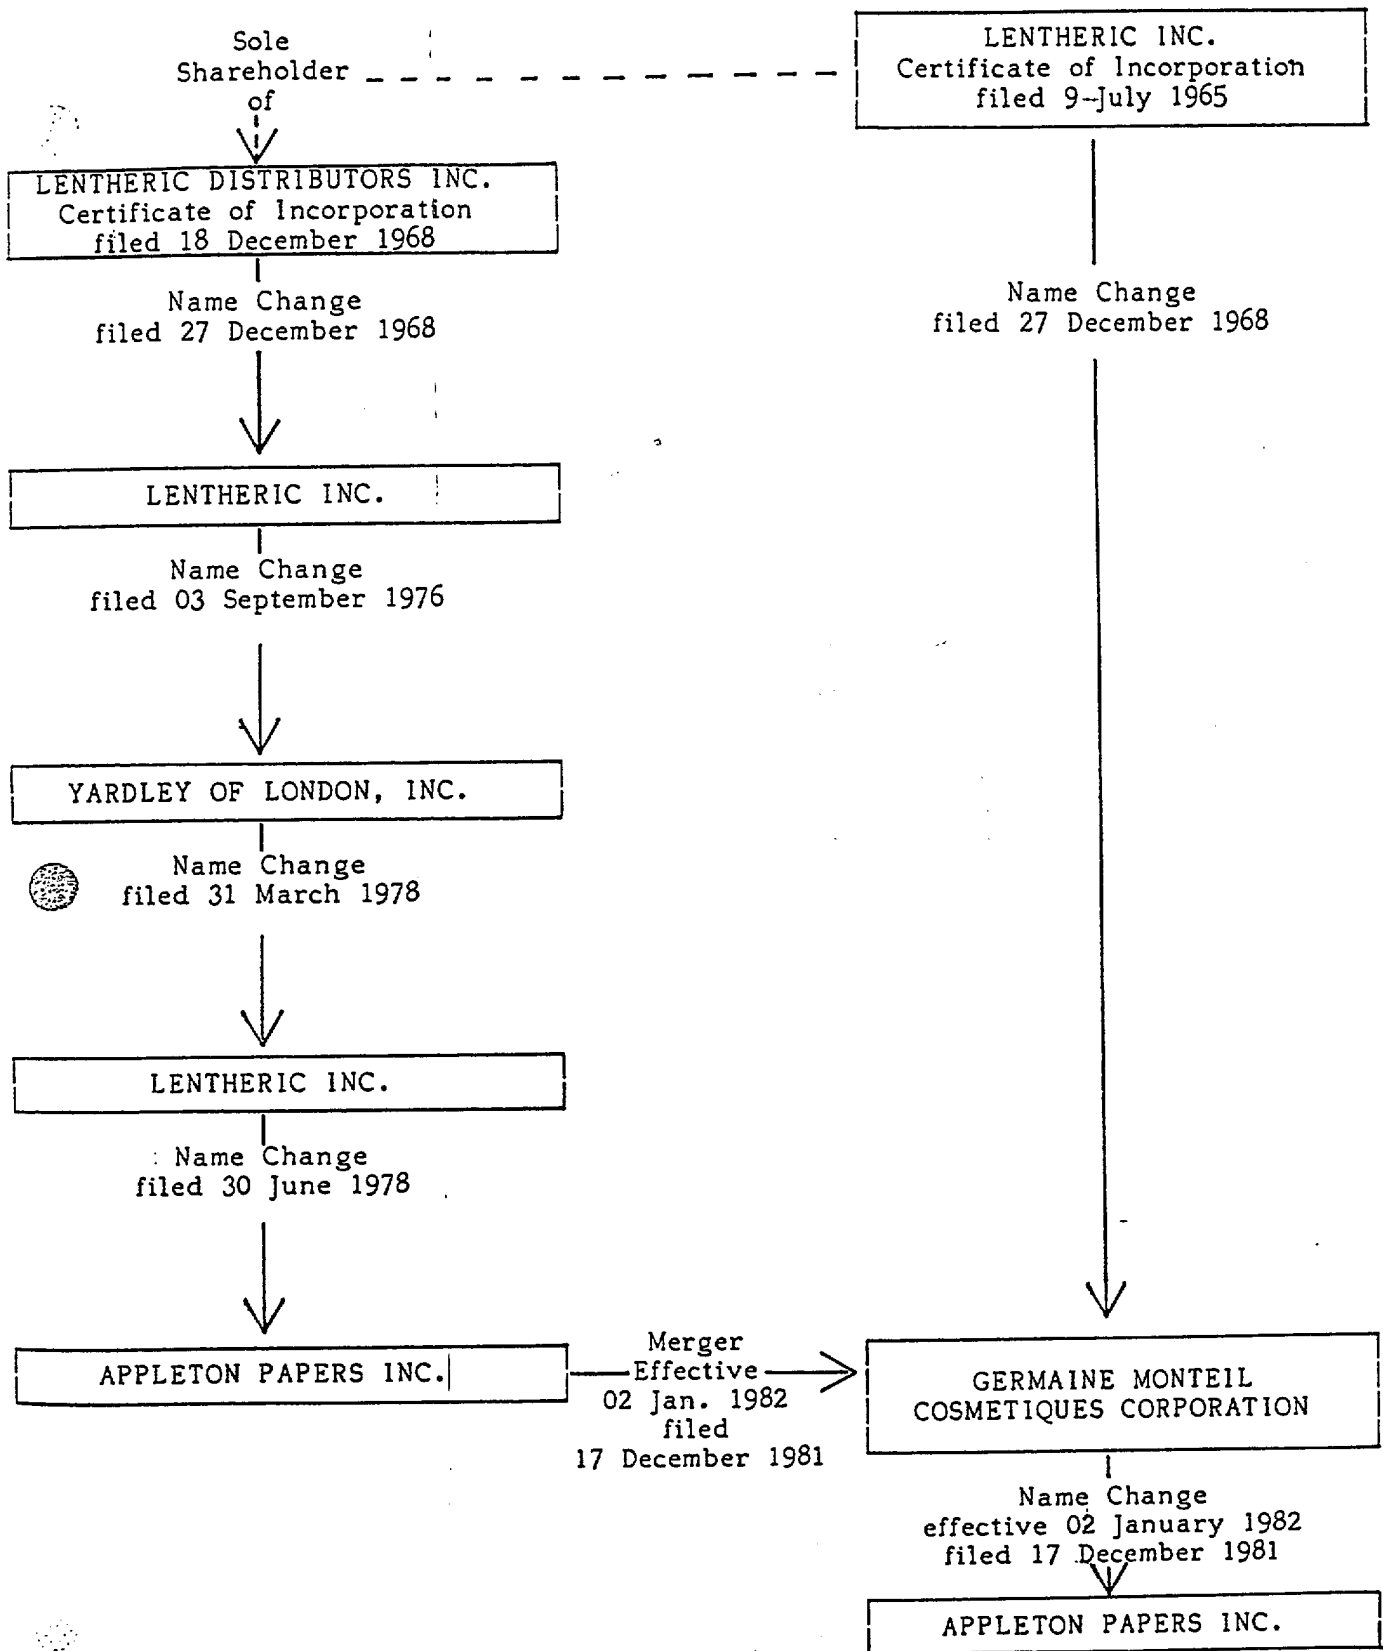 Sole
Shareholder
of
LENTHERIC INC.
Certificate of Incorporation
filed 9-July 1965
LENTHERIC DISTRIBUTORS INC.
Certificate of Incorporation
filed 18 December 1968
Name Change
filed 27 December 1968
Name Change
filed 27 December 1968
LENTHERIC INC.
Name Change
filed 03 September 1976
YARDLEY OF LONDON, INC.
Name Change
filed 31 March 1978
LENTHERIC INC.
Name Change
filed 30 June 1978
APPLETON PAPERS INC.
Merger
Effective
02 Jan. 1982
filed
17 December 1981
GERMAINE MONTEIL
COSMETIQUES CORPORATION
Name Change
effective 02 January 1982
filed 17 December 1981
APPLETON PAPERS INC.